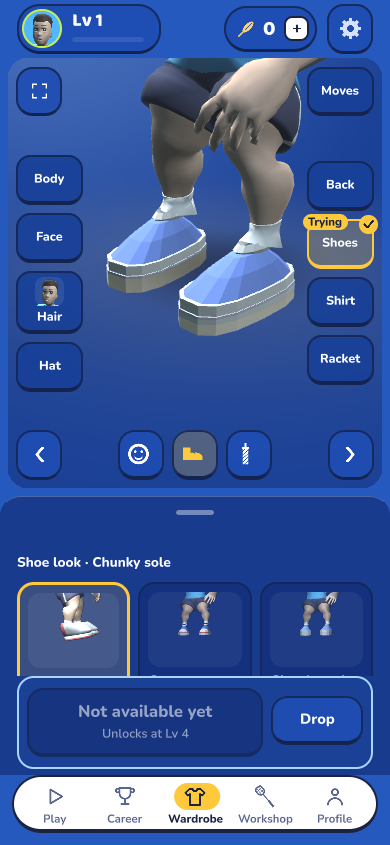 Lv 1
0
+
Moves
Body
Back
Face
Trying
Shoes
Hair
Shirt
Hat
Racket
Shoe look · Chunky sole
Not available yet
Unlocks at Lv 4
Drop
Play
Career
Wardrobe
Workshop
Profile